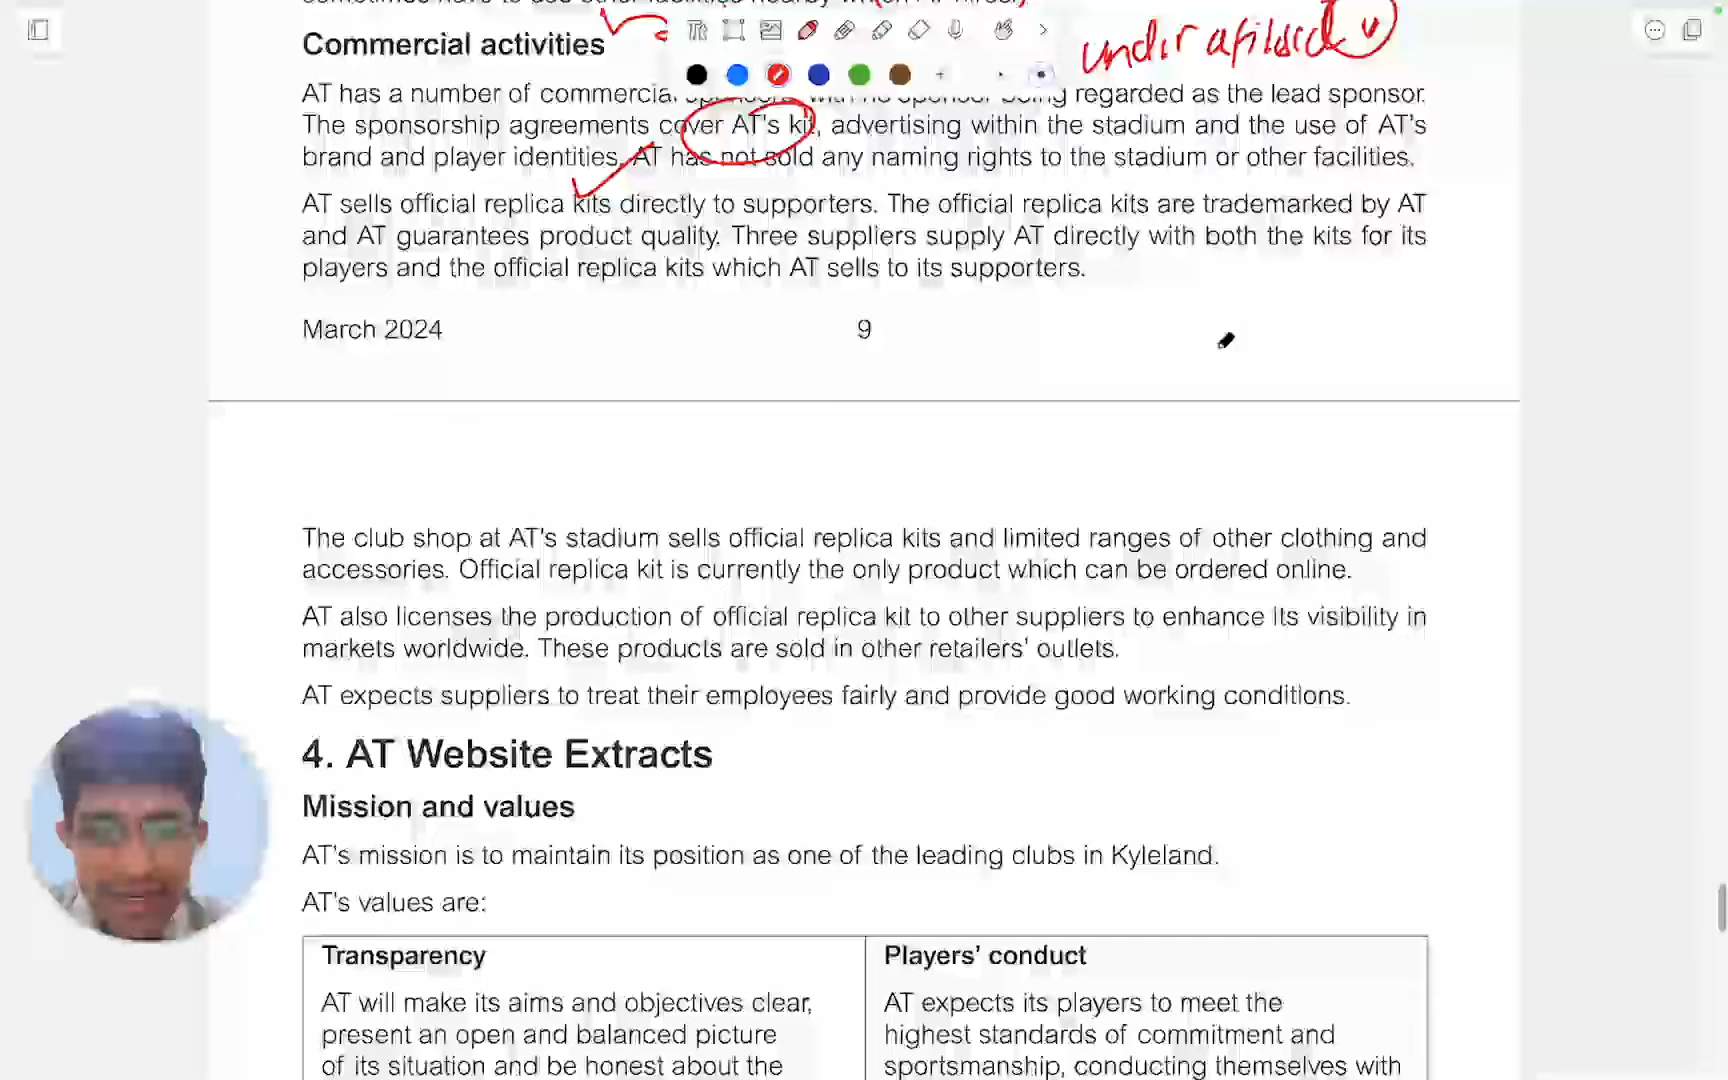 Commercial activities
under
AT has a number of commercial sponsors with no sponsor being regarded as the lead sponsor.
The sponsorship agreements cover AT's kit, advertising within the stadium and the use of AT's
brand and player identities. AT has not sold any naming rights to the stadium or other facilities.
AT sells official replica kits directly to supporters. The official replica kits are trademarked by AT
and AT guarantees product quality. Three suppliers supply AT directly with both the kits for its
players and the official replica kits which AT sells to its supporters.
March 2024
9
The club shop at AT's stadium sells official replica kits and limited ranges of other clothing and
accessories. Official replica kit is currently the only product which can be ordered online.
AT also licenses the production of official replica kit to other suppliers to enhance its visibility in
markets worldwide. These products are sold in other retailers' outlets.
AT expects suppliers to treat their employees fairly and provide good working conditions.
4. AT Website Extracts
Mission and values
AT's mission is to maintain its position as one of the leading clubs in Kyleland.
AT's values are:
Transparency
AT will make its aims and objectives clear,
present an open and balanced picture
of its situation and be honest about the
Players' conduct
AT expects its players to meet the
highest standards of commitment and
sportsmanship, conducting themselves with